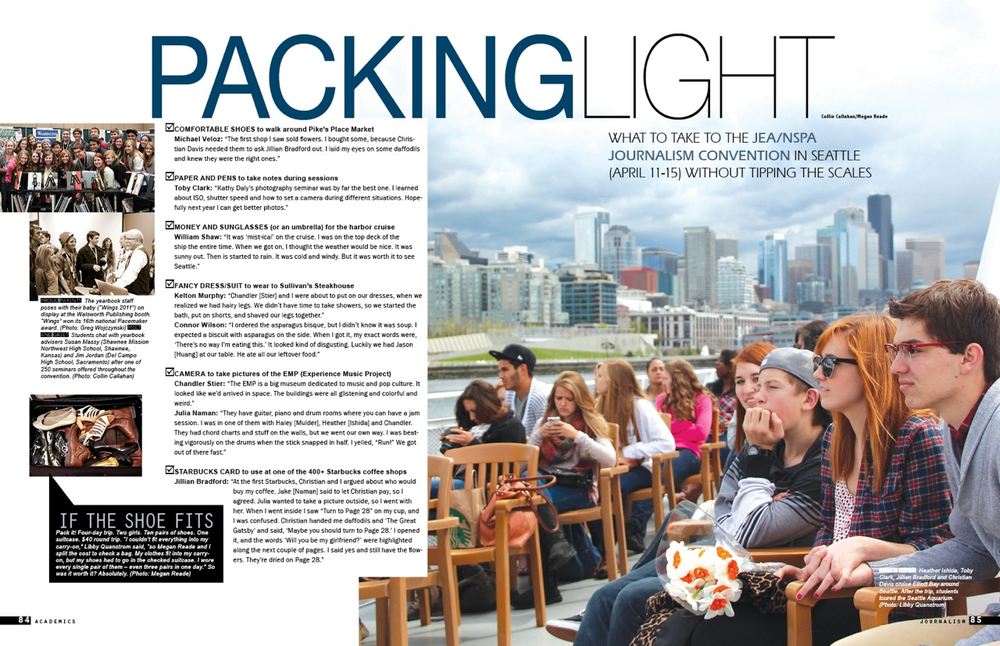 PACKINGLIGHT
Collin Callahan/Megan Reade
WHAT TO TAKE TO THE JEA/NSPA
JOURNALISM CONVENTION IN SEATTLE
(APRIL 11-15) WITHOUT TIPPING THE SCALES
COMFORTABLE SHOES to walk around Pike's Place Market
Michael Veloz: "The first shop I saw sold flowers. I bought some, because Chris-
tian Davis needed them to ask Jillian Bradford out. I laid my eyes on some daffodils
and knew they were the right ones."
PAPER AND PENS to take notes during sessions
Toby Clark: "Kathy Daly's photography seminar was by far the best one. I learned
about ISO, shutter speed and how to set a camera during different situations. Hope-
fully next year I can get better photos."
MONEY AND SUNGLASSES (or an umbrella) for the harbor cruise
William Shaw: "It was 'mist-ical' on the cruise. I was on the top deck of the
ship the entire time. When we got on, I thought the weather would be nice. It was
sunny out. Then is started to rain. It was cold and windy. But it was worth it to see
Seattle."
FANCY DRESS/SUIT to wear to Sullivan's Steakhouse
Kelton Murphy: "Chandler [Stier] and I were about to put on our dresses, when we
realized we had hairy legs. We didn't have time to take showers, so we started the
bath, put on shorts, and shaved our legs together."
Connor Wilson: "I ordered the asparagus bisque, but I didn't know it was soup. I
expected a biscuit with asparagus on the side. When I got it, my exact words were,
'There's no way I'm eating this.' It looked kind of disgusting. Luckily we had Jason
[Huang] at our table. He ate all our leftover food."
CAMERA to take pictures of the EMP (Experience Music Project)
Chandler Stier: "The EMP is a big museum dedicated to music and pop culture. It
looked like we'd arrived in space. The buildings were all glistening and colorful and
weird."
Julia Naman: "They have guitar, piano and drum rooms where you can have a jam
session. I was in one of them with Haley [Mulder], Heather [Ishida] and Chandler.
They had chord charts and stuff on the walls, but we went our own way. I was beat-
ing vigorously on the drums when the stick snapped in half. I yelled, "Run!" We got
out of there fast."
STARBUCKS CARD to use at one of the 400+ Starbucks coffee shops
Jillian Bradford: "At the first Starbucks, Christian and I argued about who would
buy my coffee. Jake [Naman] said to let Christian pay, so I
agreed. Julia wanted to take a picture outside, so I went with
her. When I went inside I saw "Turn to Page 28" on my cup, and
I was confused. Christian handed me daffodils and 'The Great
Gatsby' and said, 'Maybe you should turn to Page 28.' I opened
it, and the words 'Will you be my girlfriend?' were highlighted
along the next couple of pages. I said yes and still have the flow-
ers. They're dried on Page 28."
PROUD PARENTS The yearbook staff
poses with their baby ("Wings 2011") on
display at the Walsworth Publishing booth.
"Wings" won its 16th national Pacemaker
award. (Photo: Greg Wojczynski) MEET
AND GREET Students chat with yearbook
advisers Susan Massy (Shawnee Mission
Northwest High School, Shawnee,
Kansas) and Jim Jordan (Del Campo
High School, Sacramento) after one of
250 seminars offered throughout the
convention. (Photo: Collin Callahan)
IF THE SHOE FITS
Pack it! Four-day trip. Two girls. Ten pairs of shoes. One
suitcase. $40 round trip. "I couldn't fit everything into my
carry-on," Libby Quanstrom said, "so Megan Reade and I
split the cost to check a bag. My clothes fit into my carry-
on, but my shoes had to go in the checked suitcase. I wore
every single pair of them – even three pairs in one day." So
was it worth it? Absolutely. (Photo: Megan Reade)
Heather Ishida, Toby
Clark, Jillian Bradford and Christian
Davis cruise Elliott Bay around
Seattle. After the trip, students
toured the Seattle Aquarium.
(Photo: Libby Quanstrom)
84 ACADEMICS
JOURNALISM 85